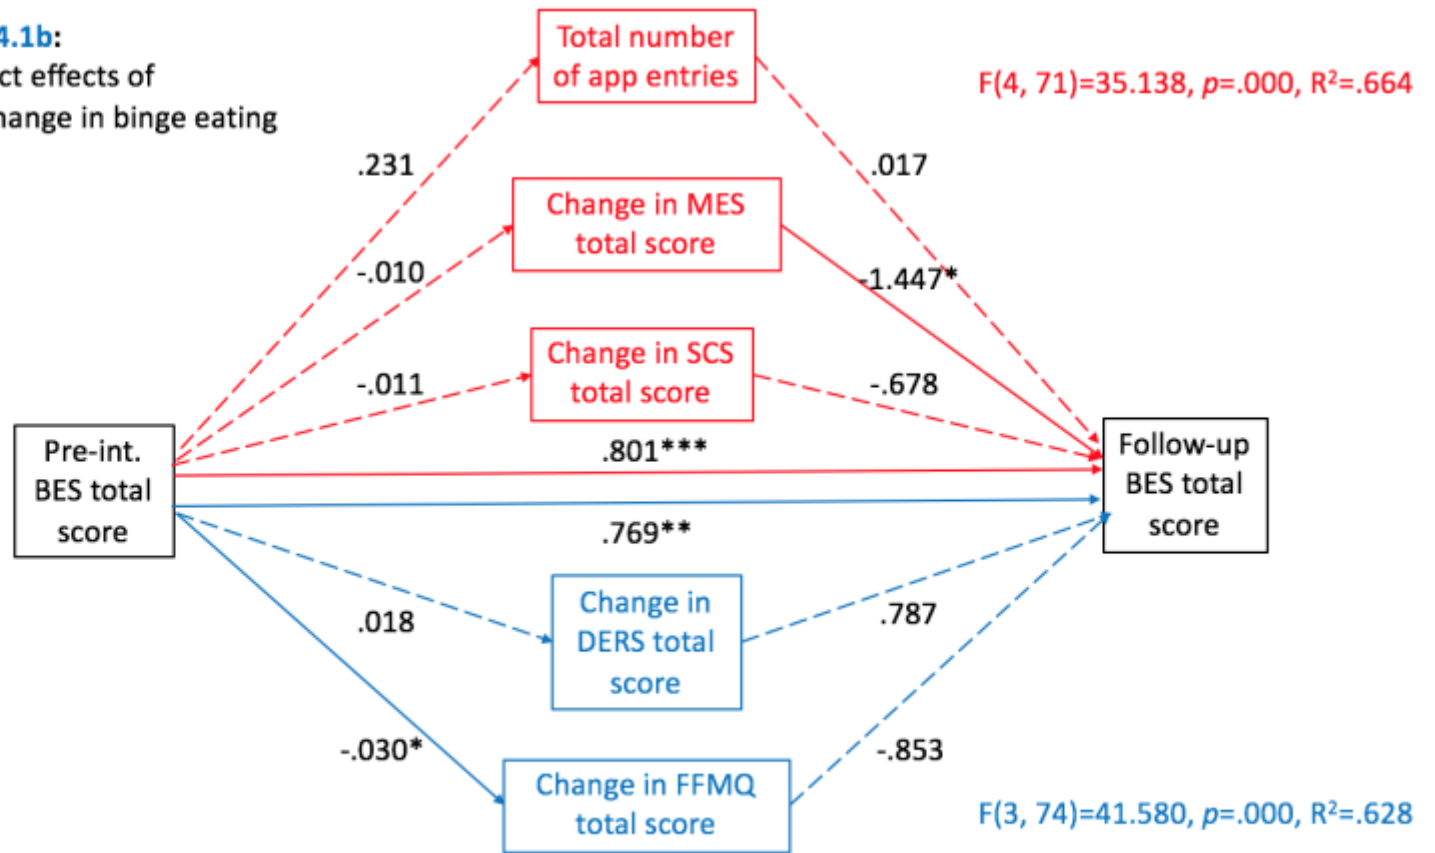 4.1b:
ct effects of
hange in binge eating
Total number
of app entries
F(4, 71)=35.138, p=.000, R²=.664
.231
.017
Change in MES
total score
-.010
-1.447*
Change in SCS
total score
-.011
-.678
.801***
Pre-int.
BES total
score
Follow-up
BES total
score
.769**
Change in
DERS total
score
.018
.787
-.030*
-.853
Change in FFMQ
total score
F(3, 74)=41.580, p=.000, R²=.628